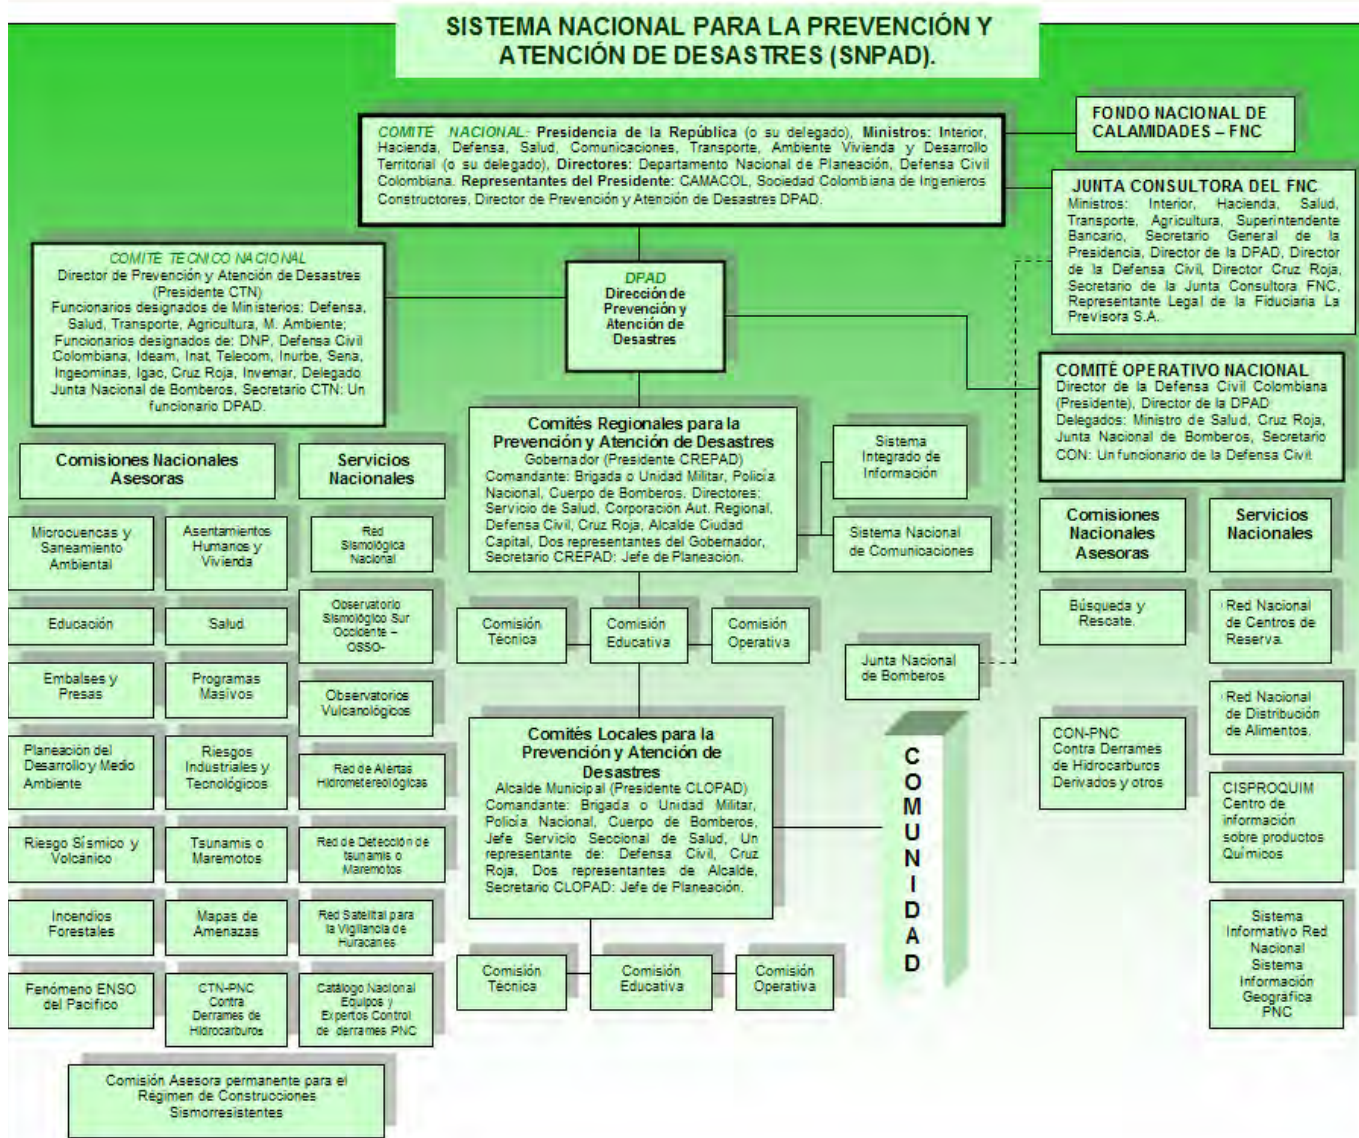 SISTEMA NACIONAL PARA LA PREVENCIÓN Y
ATENCIÓN DE DESASTRES (SNPAD).
COMITE NACIONAL: Presidencia de la República (o su delegado), Ministros: Interior,
Hacienda, Defensa, Salud, Comunicaciones, Transporte, Ambiente Vivienda y Desarrollo
Territorial (o su delegado), Directores: Departamento Nacional de Planeación, Defensa Civil
Colombiana. Representantes del Presidente: CAMACOL, Sociedad Colombiana de Ingenieros
Constructores, Director de Prevención y Atención de Desastres DPAD.
FONDO NACIONAL DE
CALAMIDADES – FNC
JUNTA CONSULTORA DEL FNC
Ministros: Interior, Hacienda, Salud,
Transporte, Agricultura, Superintendente
Bancario, Secretario General de la
Presidencia, Director de la DPAD, Director
de la Defensa Civil, Director Cruz Roja,
Secretario de la Junta Consultora FNC,
Representante Legal de la Fiduciaria La
Previsora S.A.
COMITE TECNICO NACIONAL
Director de Prevención y Atención de Desastres
(Presidente CTN)
Funcionarios designados de Ministerios: Defensa,
Salud, Transporte, Agricultura, M. Ambiente;
Funcionarios designados de: DNP, Defensa Civil
Colombiana, Ideam, Inat, Telecom, Inurbe, Sena,
Ingeominas, Igac, Cruz Roja, Invemar, Delegado
Junta Nacional de Bomberos, Secretario CTN: Un
funcionario DPAD.
DPAD
Dirección de
Prevención y
Atención de
Desastres
COMITÉ OPERATIVO NACIONAL
Director de la Defensa Civil Colombiana
(Presidente), Director de la DPAD
Delegados: Ministro de Salud, Cruz Roja,
Junta Nacional de Bomberos, Secretario
CON: Un funcionario de la Defensa Civil
Comisiones Nacionales
Asesoras
Servicios
Nacionales
Microcuencas y
Saneamiento
Ambiental
Asentamientos
Humanos y
Vivienda
Red
Sismológica
Nacional
Educación
Salud
Observatorio
Sismológico Sur
Occidente –
OSSO-
Embalses y
Presas
Programas
Masívos
Observatorios
Vulcanológicos
Planeación del
Desarrollo y Medio
Ambiente
Riesgos
Industriales y
Tecnológicos
Red de Alertas
Hidrometereológicas
Riesgo Sísmico y
Volcánico
Tsunamis o
Maremotos
Red de Detección de
tsunamis o
Maremotos
Incendios
Forestales
Mapas de
Amenazas
Red Satelital para
la Vigilancia de
Huracanes
Fenómeno ENSO
del Pacifico
CTN-PNC
Contra
Derrames de
Hidrocarburos
Catálogo Nacional
Equipos y
Expertos Control
de derrames PNC
Comisión Asesora permanente para el
Régimen de Construcciones
Sismorresistentes
Comités Regionales para la
Prevención y Atención de Desastres
Gobernador (Presidente CREPAD)
Comandante: Brigada o Unidad Militar, Policía
Nacional, Cuerpo de Bomberos. Directores:
Servicio de Salud, Corporación Aut. Regional,
Defensa Civil, Cruz Roja, Alcalde Ciudad
Capital, Dos representantes del Gobernador,
Secretario CREPAD: Jefe de Planeación.
Sistema
Integrado de
Información
Sistema Nacional
de Comunicaciones
Comisión
Técnica
Comisión
Educativa
Comisión
Operativa
Junta Nacional
de Bomberos
Comités Locales para la
Prevención y Atención de
Desastres
Alcalde Municipal (Presidente CLOPAD)
Comandante: Brigada o Unidad Militar,
Policía Nacional, Cuerpo de Bomberos,
Jefe Servicio Seccional de Salud, Un
representante de: Defensa Civil, Cruz
Roja, Dos representantes de Alcalde,
Secretario CLOPAD: Jefe de Planeación.
Comisión
Técnica
Comisión
Educativa
Comisión
Operativa
COMUNIDAD
Comisiones
Nacionales
Asesoras
Servicios
Nacionales
Búsqueda y
Rescate.
Red Nacional
de Centros de
Reserva.
Red Nacional
de Distribución
de Alimentos.
CON-PNC
Contra Derrames
de Hidrocarburos
Derivados y otros
CISPROQUIM
Centro de
información
sobre productos
Químicos
Sistema
Informativo Red
Nacional
Sistema
Información
Geográfica
PNC